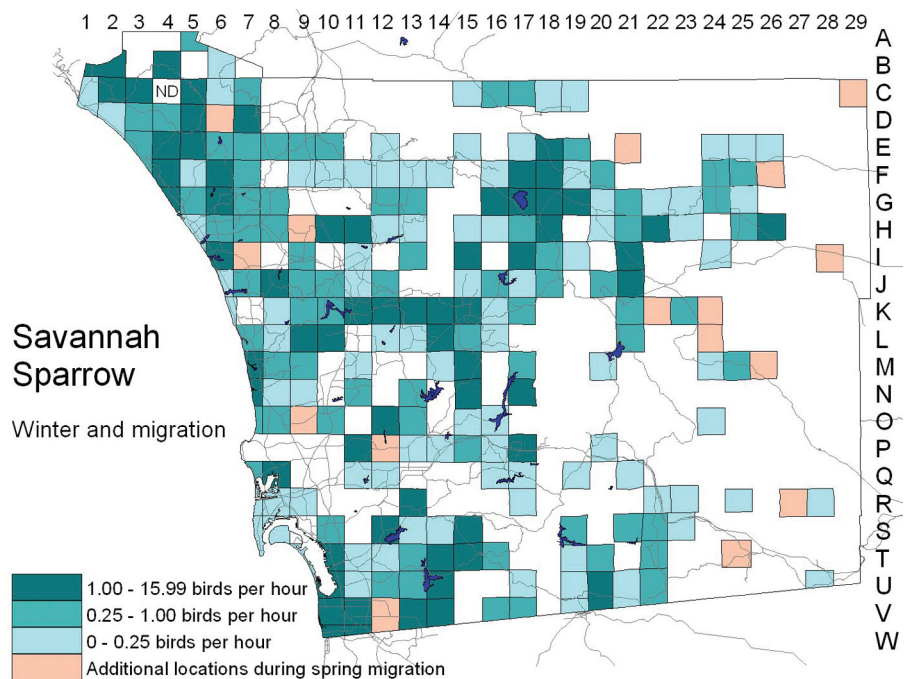 1 2 3 4 5 6 7 8 9 10 11 12 13 14 15 16 17 18 19 20 21 22 23 24 25 26 27 28 29
A
B
C
D
E
F
G
H
I
J
K
L
M
N
O
P
Q
R
S
T
U
V
W
ND
Savannah
Sparrow
Winter and migration
1.00 - 15.99 birds per hour
0.25 - 1.00 birds per hour
0 - 0.25 birds per hour
Additional locations during spring migration